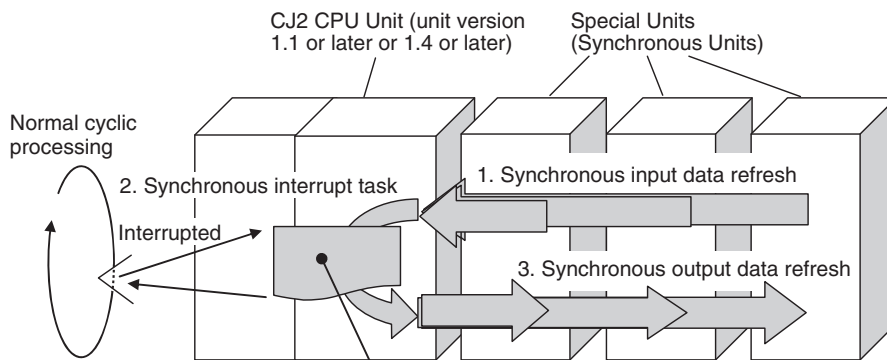 CJ2 CPU Unit (unit version
1.1 or later or 1.4 or later)
Special Units
(Synchronous Units)
Normal cyclic
processing
2. Synchronous interrupt task
1. Synchronous input data refresh
Interrupted
3. Synchronous output data refresh